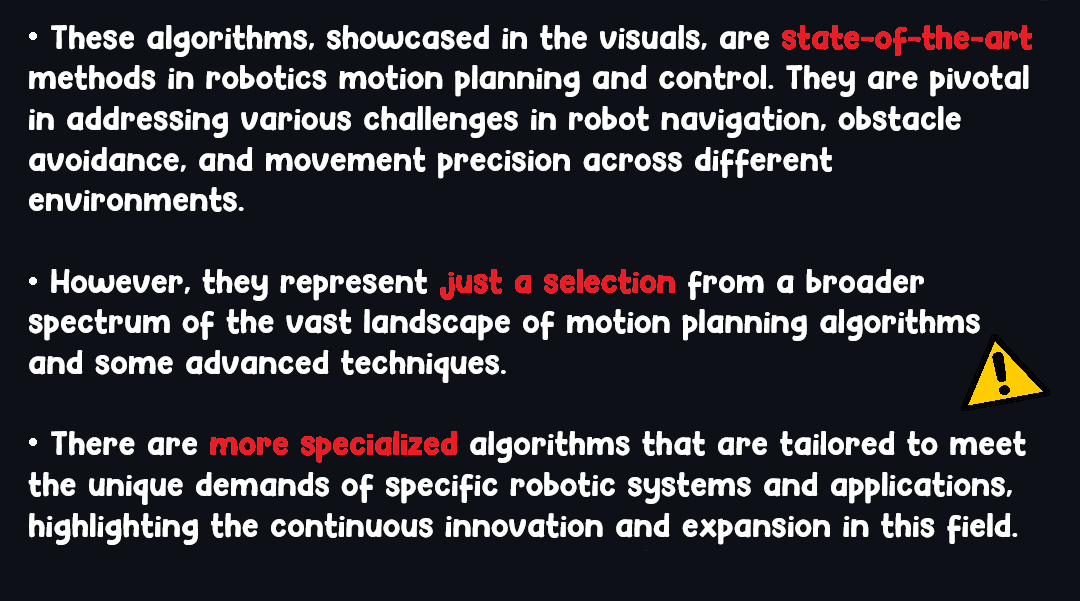 • These algorithms, showcased in the visuals, are state-of-the-art
methods in robotics motion planning and control. They are pivotal
in addressing various challenges in robot navigation, obstacle
avoidance, and movement precision across different
environments.
• However, they represent just a selection from a broader
spectrum of the vast landscape of motion planning algorithms
and some advanced techniques.
• There are more specialized algorithms that are tailored to meet
the unique demands of specific robotic systems and applications,
highlighting the continuous innovation and expansion in this field.